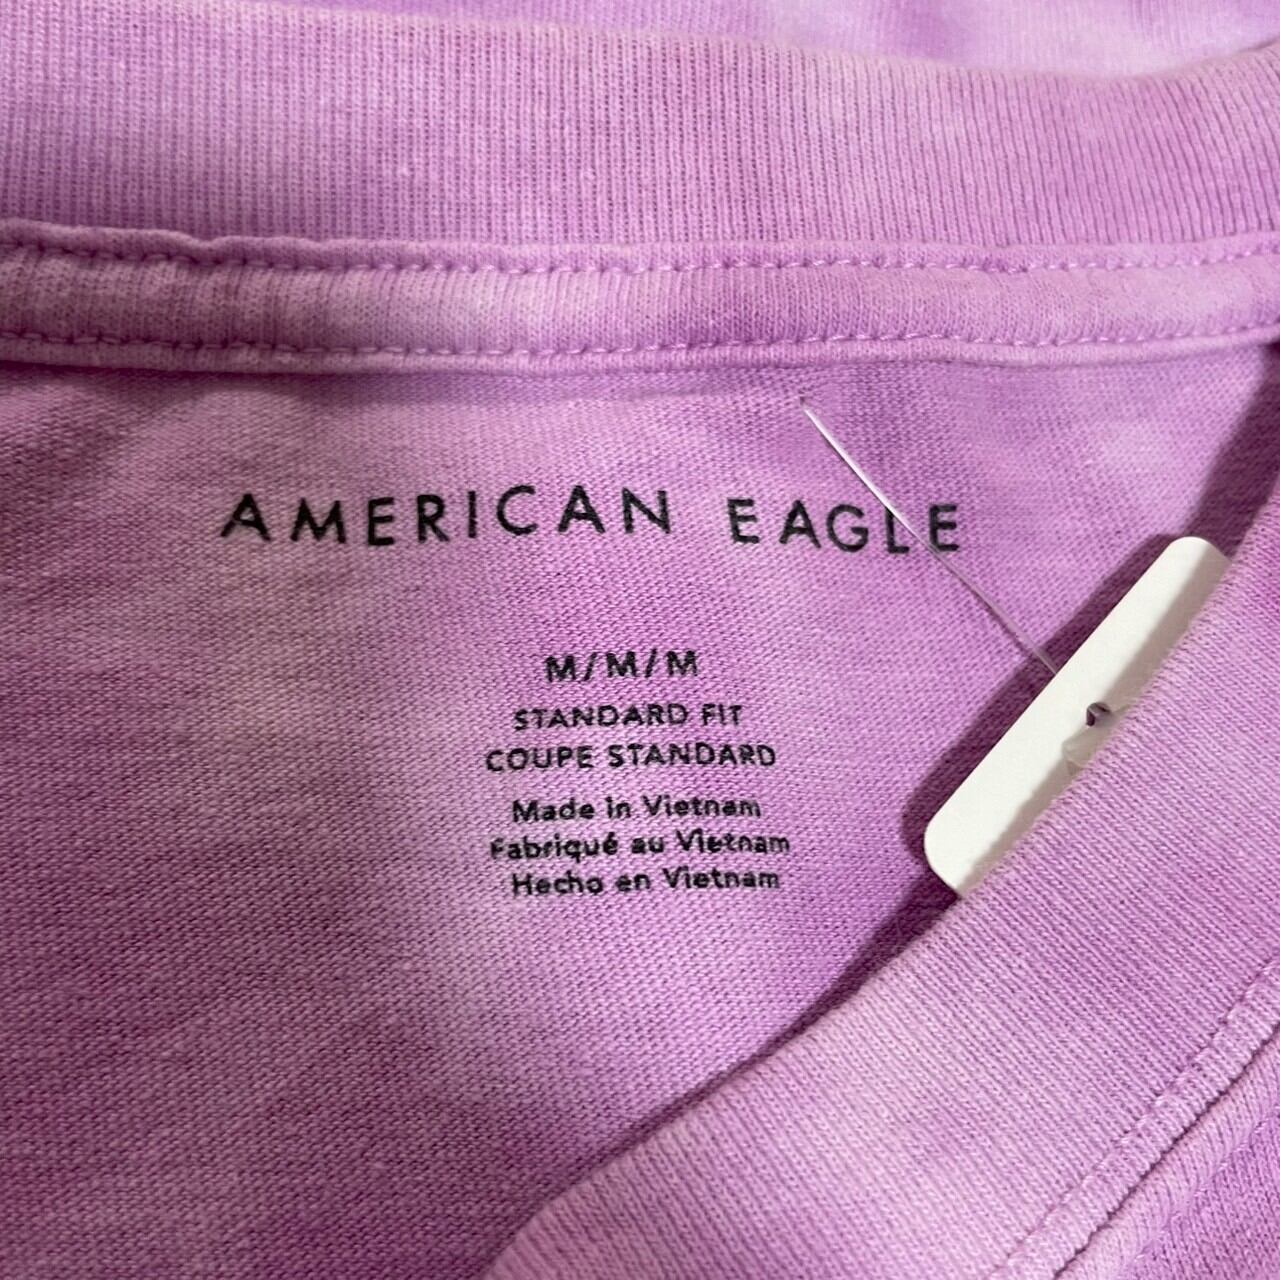 AMERICAN EAGLE
M/M/M
STANDARD FIT
COUPE STANDARD
Made in Vietnam
Fabriqué au Vietnam
Hecho en Vietnam